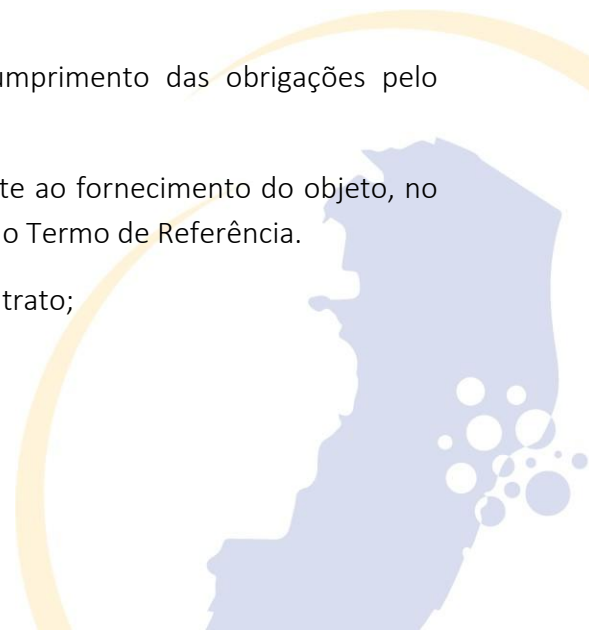 umprimento das obrigações pelo
te ao fornecimento do objeto, no
o Termo de Referência.
trato;